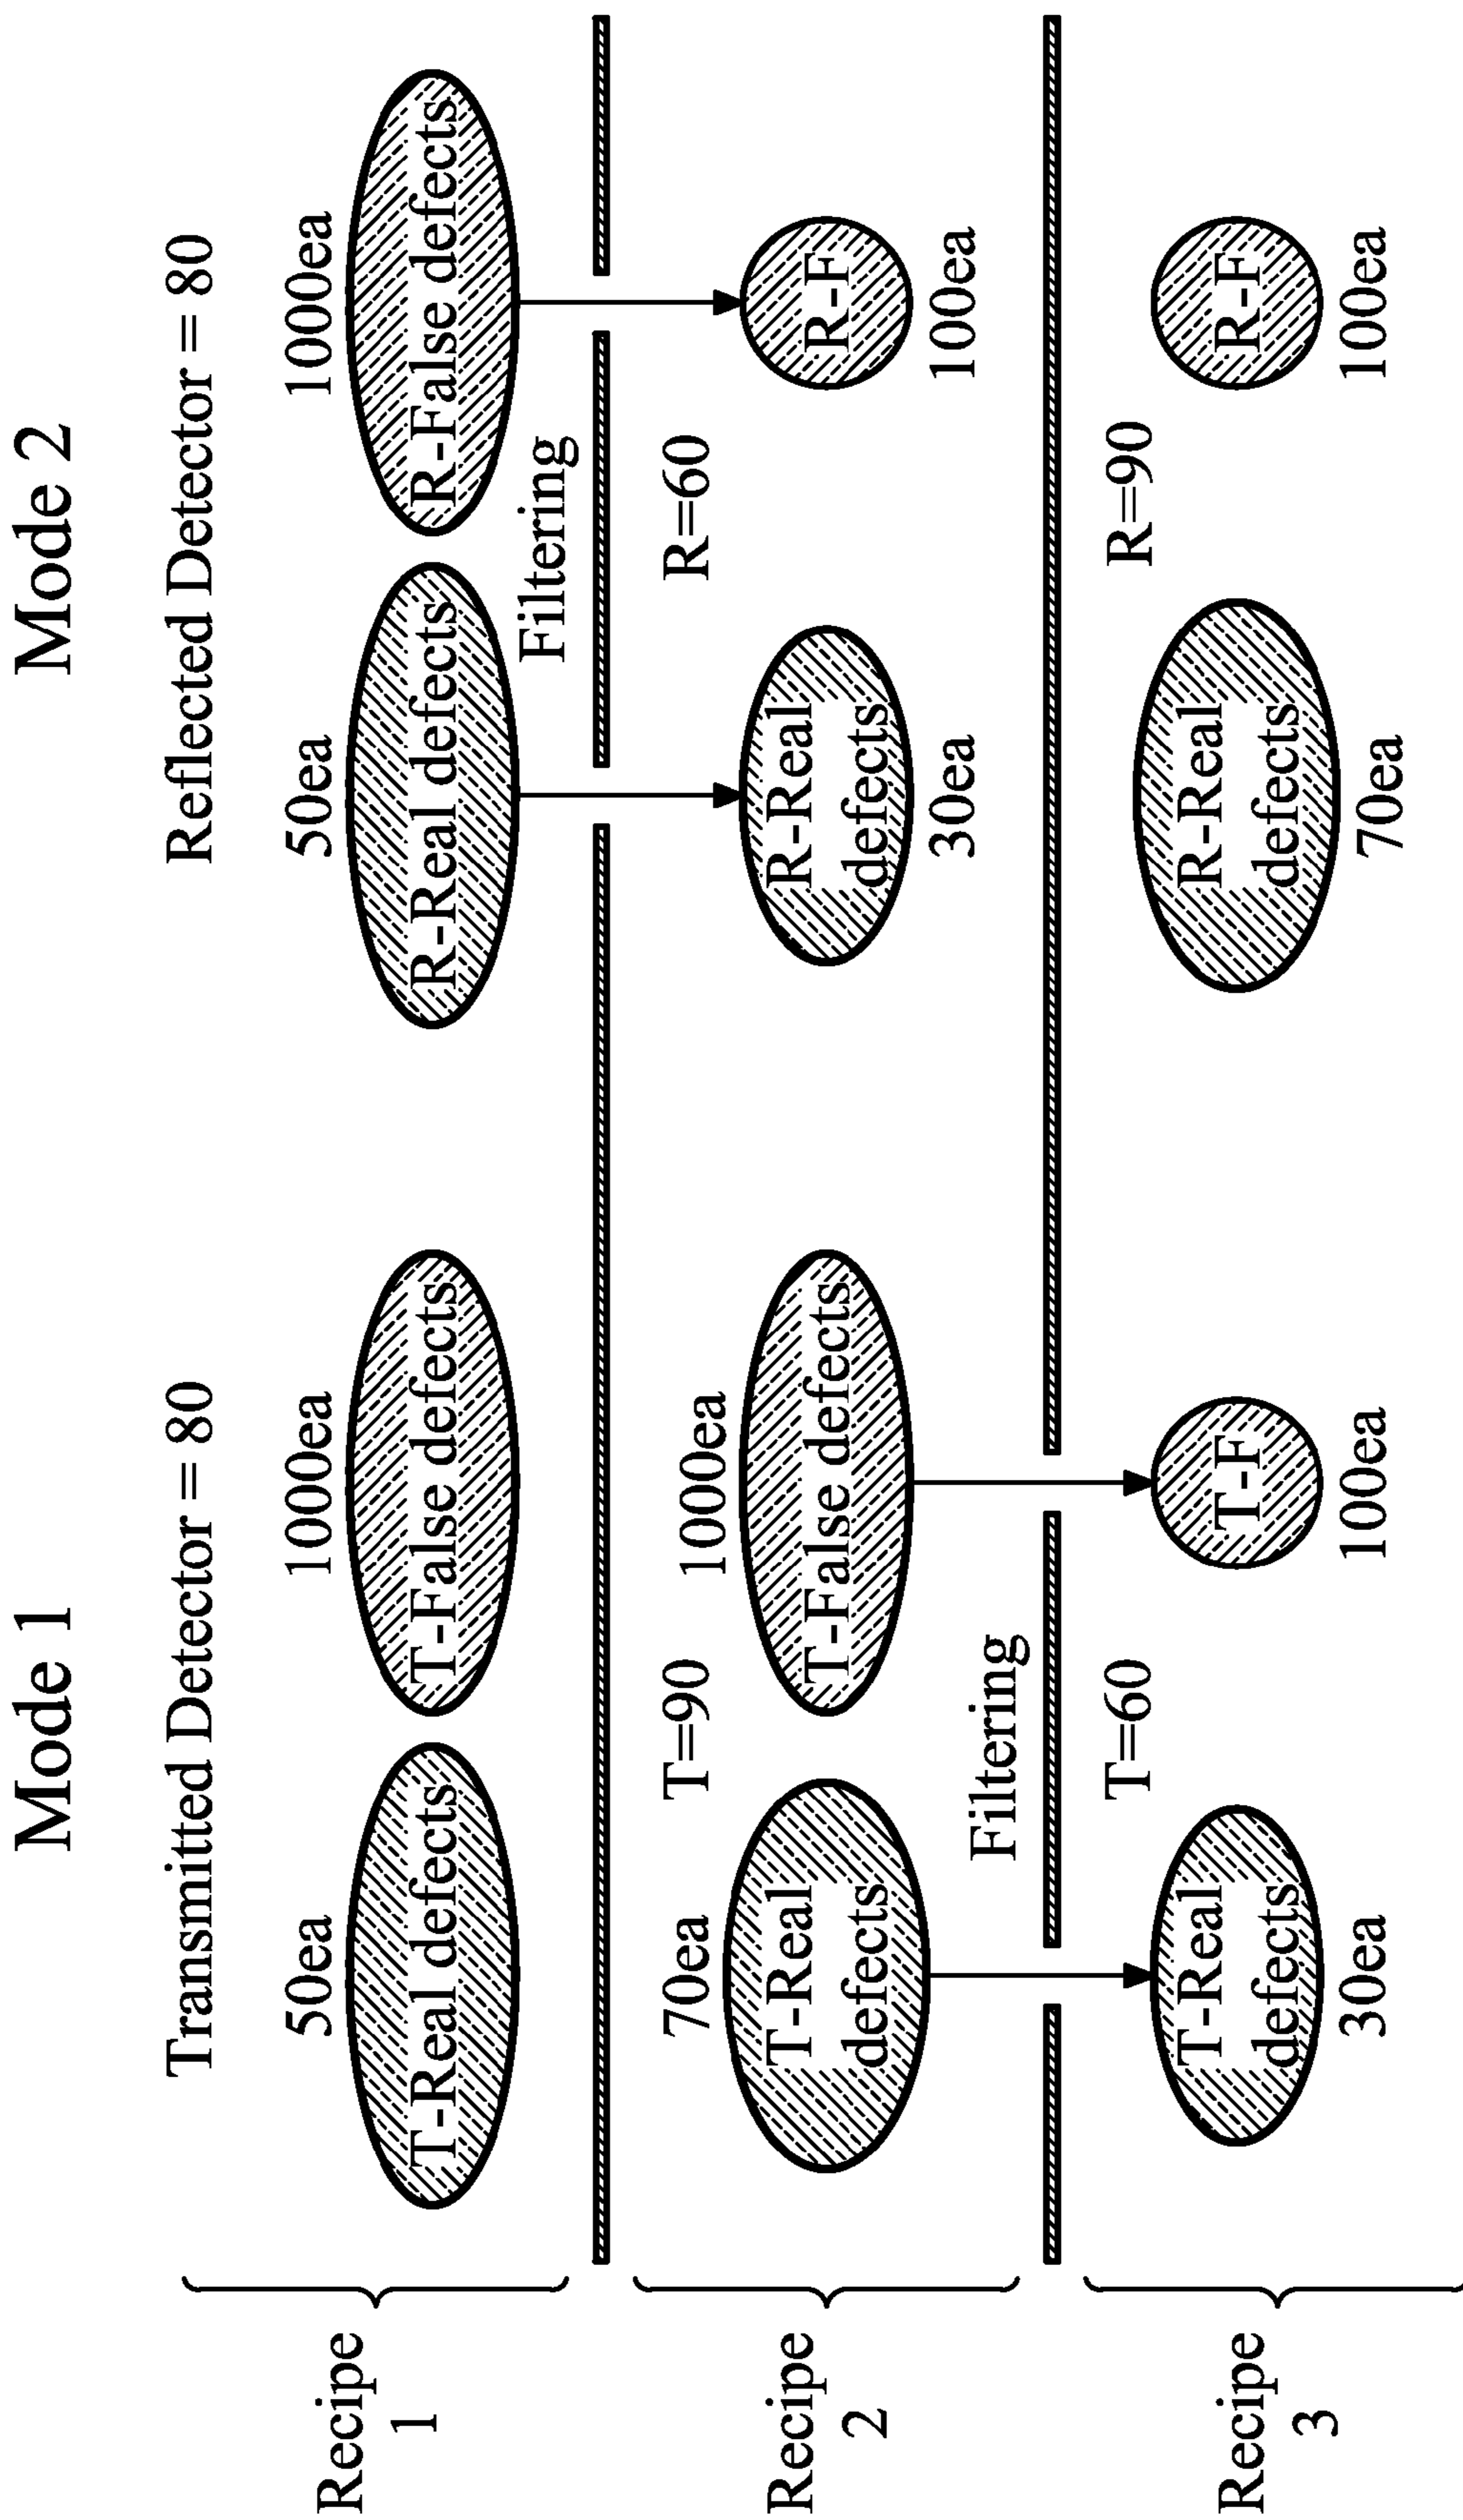 Mode 1
Mode 2
Transmitted Detector = 80
Reflected Detector = 80
50ea
1000ea
50ea
1000ea
Recipe
1
T-Real defects
T-False defects
R-Real defects
R-False defects
Filtering
T=90
R=60
70ea
1000ea
Recipe
2
T-Real
defects
T-False defects
R-Real
defects
R-F
30ea
100ea
Filtering
T=60
R=90
Recipe
3
T-Real
defects
T-F
R-Real
defects
R-F
30ea
100ea
70ea
100ea